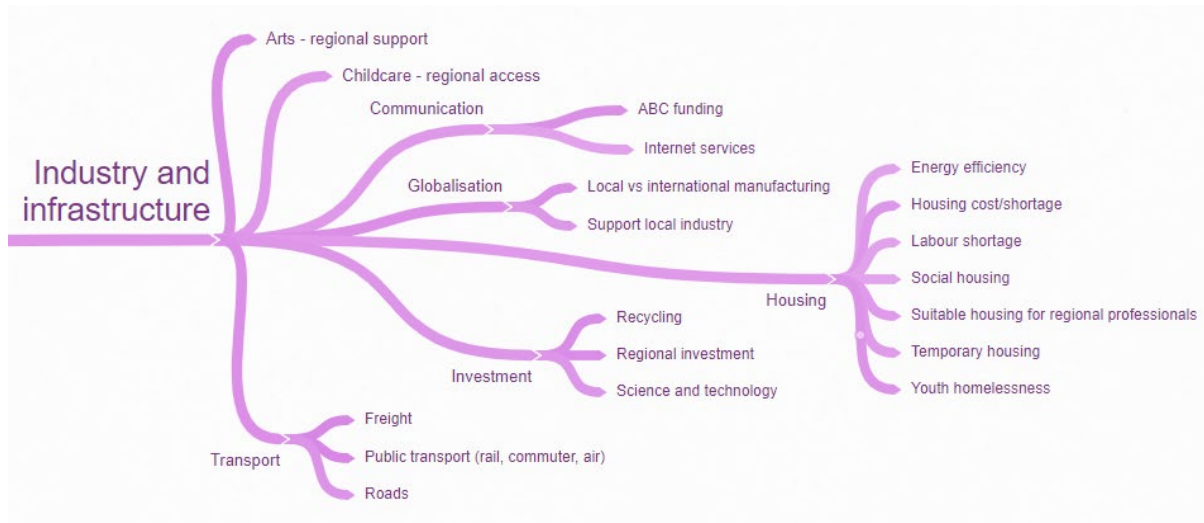 Arts - regional support
Childcare - regional access
Communication
ABC funding
Internet services
Industry and
infrastructure
Globalisation
Local vs international manufacturing
Support local industry
Housing
Energy efficiency
Housing cost/shortage
Labour shortage
Social housing
Suitable housing for regional professionals
Temporary housing
Youth homelessness
Investment
Recycling
Regional investment
Science and technology
Transport
Freight
Public transport (rail, commuter, air)
Roads